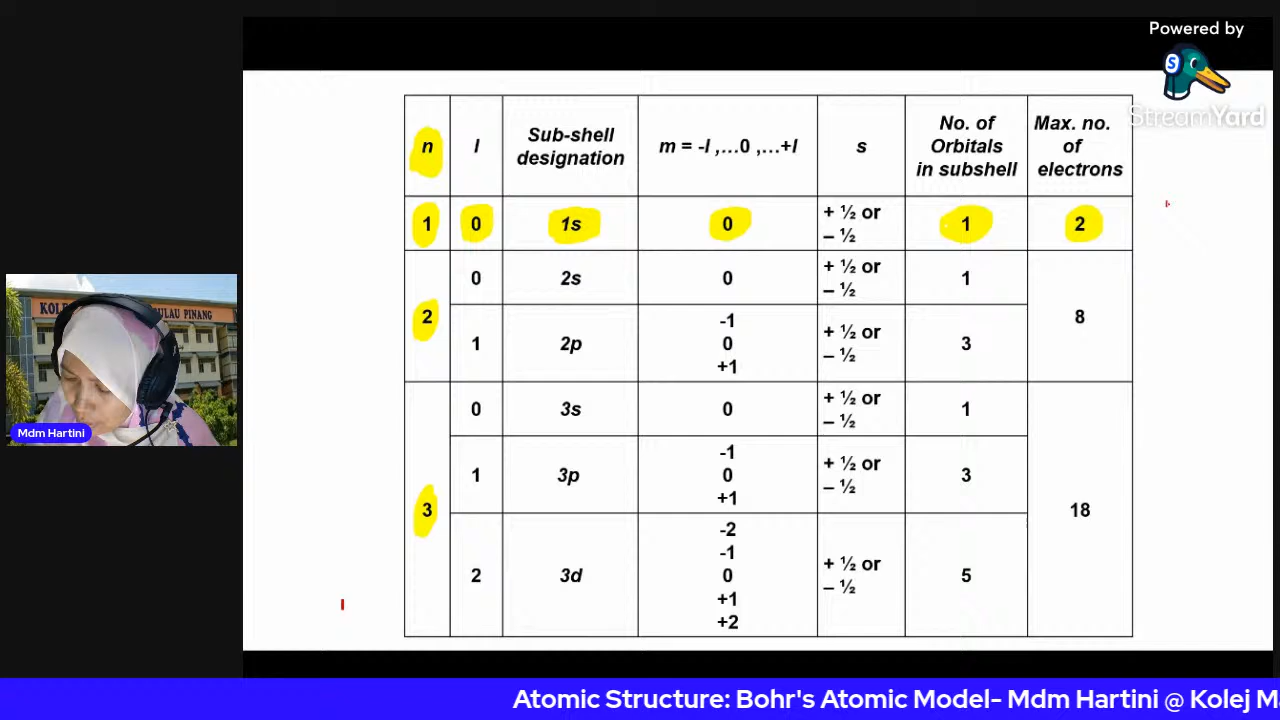 Powered by
StreamYard
n
l
Sub-shell
designation
m = -l ,…0 ,…+l
s
No. of
Orbitals
in subshell
Max. no.
of
electrons
1
0
1s
0
+ ½ or
– ½
1
2
2
0
2s
0
+ ½ or
– ½
1
8
1
2p
-1
0
+1
+ ½ or
– ½
3
3
0
3s
0
+ ½ or
– ½
1
18
1
3p
-1
0
+1
+ ½ or
– ½
3
2
3d
-2
-1
0
+1
+2
+ ½ or
– ½
5
PULAU PINANG
Mdm Hartini
Atomic Structure: Bohr's Atomic Model- Mdm Hartini @ Kolej M